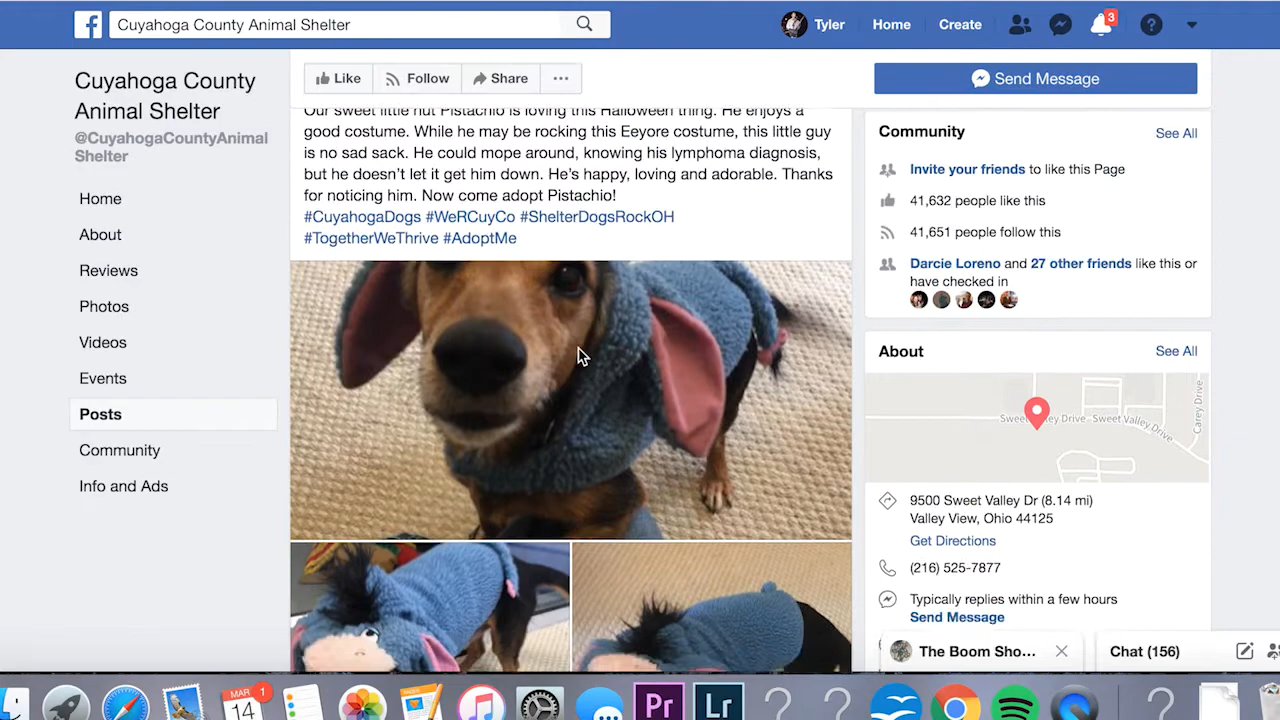 Cuyahoga County Animal Shelter
Tyler
Home
Create
3
Cuyahoga County
Animal Shelter
@CuyahogaCountyAnimal
Shelter
Home
About
Reviews
Photos
Videos
Events
Posts
Community
Info and Ads
Like
Follow
Share
Send Message
Our sweet little nut Pistachio is loving this Halloween thing. He enjoys a
good costume. While he may be rocking this Eeyore costume, this little guy
is no sad sack. He could mope around, knowing his lymphoma diagnosis,
but he doesn't let it get him down. He's happy, loving and adorable. Thanks
for noticing him. Now come adopt Pistachio!
#CuyahogaDogs #WeRCuyCo #ShelterDogsRockOH
#TogetherWeThrive #AdoptMe
Community
See All
Invite your friends to like this Page
41,632 people like this
41,651 people follow this
Darcie Loreno and 27 other friends like this or
have checked in
About
See All
Sweet Valley Drive
Sweet Valley Drive
Carey Drive
9500 Sweet Valley Dr (8.14 mi)
Valley View, Ohio 44125
Get Directions
(216) 525-7877
Typically replies within a few hours
Send Message
The Boom Sho...
Chat (156)
MAR 1
14
Pr
Lr